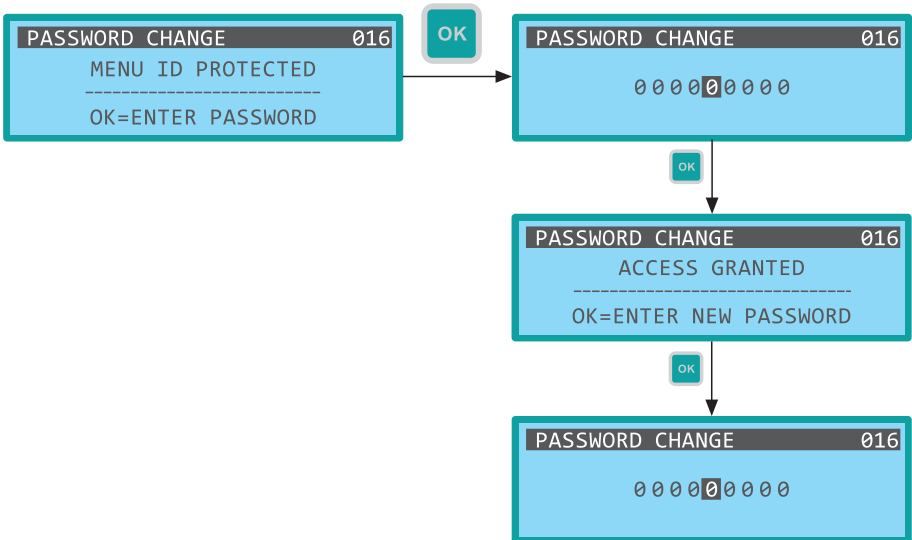 PASSWORD CHANGE 016
MENU ID PROTECTED
--------------------------
OK=ENTER PASSWORD
OK
PASSWORD CHANGE 016
000000000
OK
PASSWORD CHANGE 016
ACCESS GRANTED
-------------------------------
OK=ENTER NEW PASSWORD
OK
PASSWORD CHANGE 016
000000000